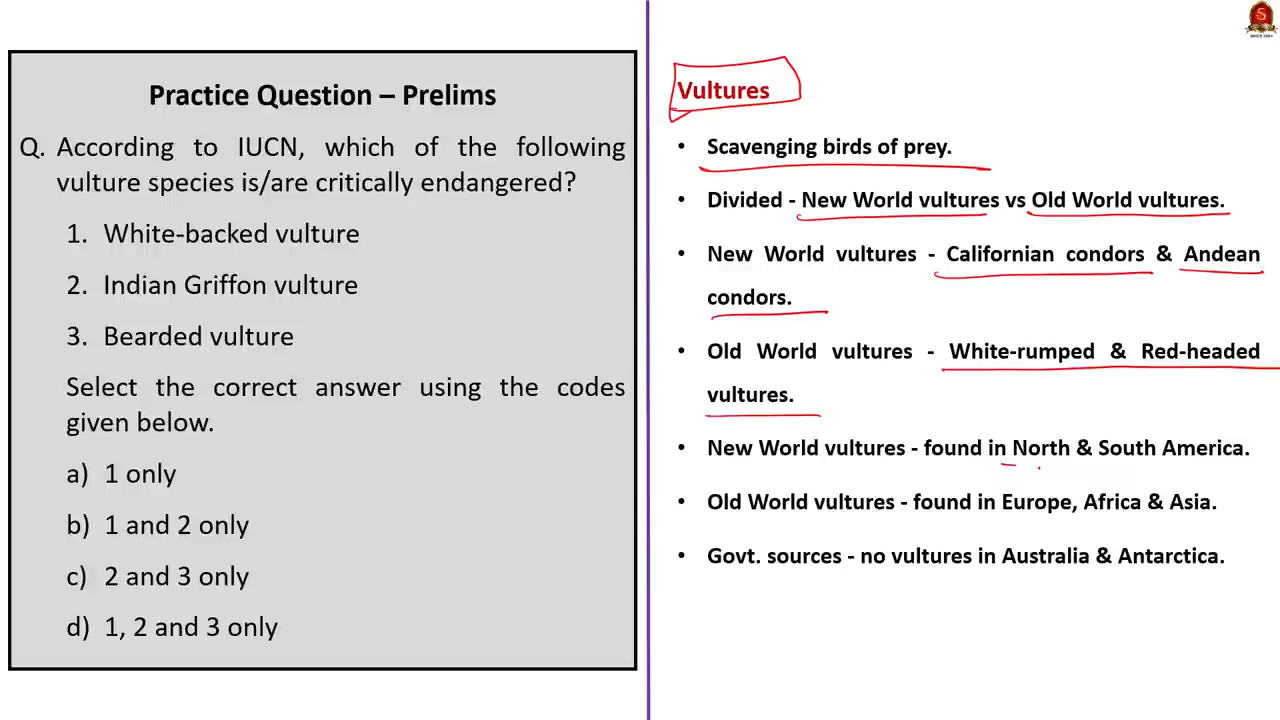 Practice Question – Prelims
Q. According to IUCN, which of the following
vulture species is/are critically endangered?
1. White-backed vulture
2. Indian Griffon vulture
3. Bearded vulture
Select the correct answer using the codes
given below.
a) 1 only
b) 1 and 2 only
c) 2 and 3 only
d) 1, 2 and 3 only
Vultures
• Scavenging birds of prey.
• Divided - New World vultures vs Old World vultures.
• New World vultures - Californian condors & Andean
condors.
• Old World vultures - White-rumped & Red-headed
vultures.
• New World vultures - found in North & South America.
• Old World vultures - found in Europe, Africa & Asia.
• Govt. sources - no vultures in Australia & Antarctica.